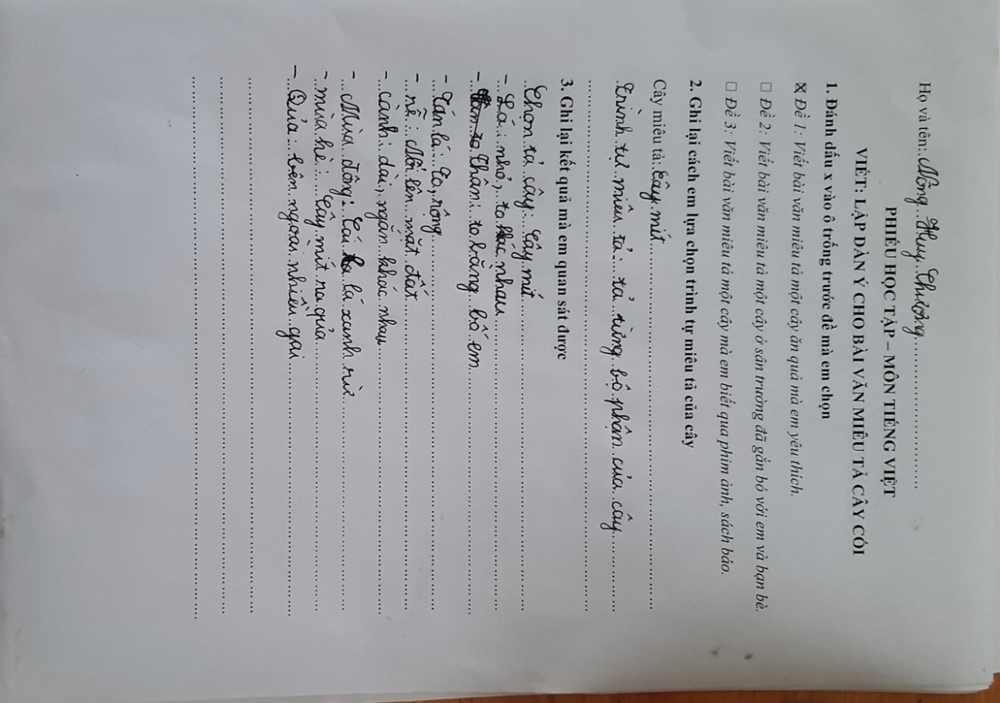 Họ và tên: Nông Huy Chương
PHIẾU HỌC TẬP – MÔN TIẾNG VIỆT
VIẾT: LẬP DÀN Ý CHO BÀI VĂN MIÊU TẢ CÂY CỐI
1. Đánh dấu x vào ô trống trước đề mà em chọn
☒ Đề 1: Viết bài văn miêu tả một cây ăn quả mà em yêu thích.
☐ Đề 2: Viết bài văn miêu tả một cây ở sân trường đã gắn bó với em và bạn bè.
☐ Đề 3: Viết bài văn miêu tả một cây mà em biết qua phim ảnh, sách báo.
2. Ghi lại cách em lựa chọn trình tự miêu tả của cây
Cây miêu tả: Cây mít
trình tự miêu tả: tả từng bộ phận của cây
3. Ghi lại kết quả mà em quan sát được
Chọn tả cây: Cây mít
- Lá: nhỏ, to khác nhau
- Thân: to bằng bố em
- Tán lá: to, rộng
- rễ: Nổi lên mặt đất
- cành: dài, ngắn khác nhau
- Mùa đông: Cái lá xanh rì
- mùa hè: Cây mít ra quả
- Quả: bên ngoài nhiều gai